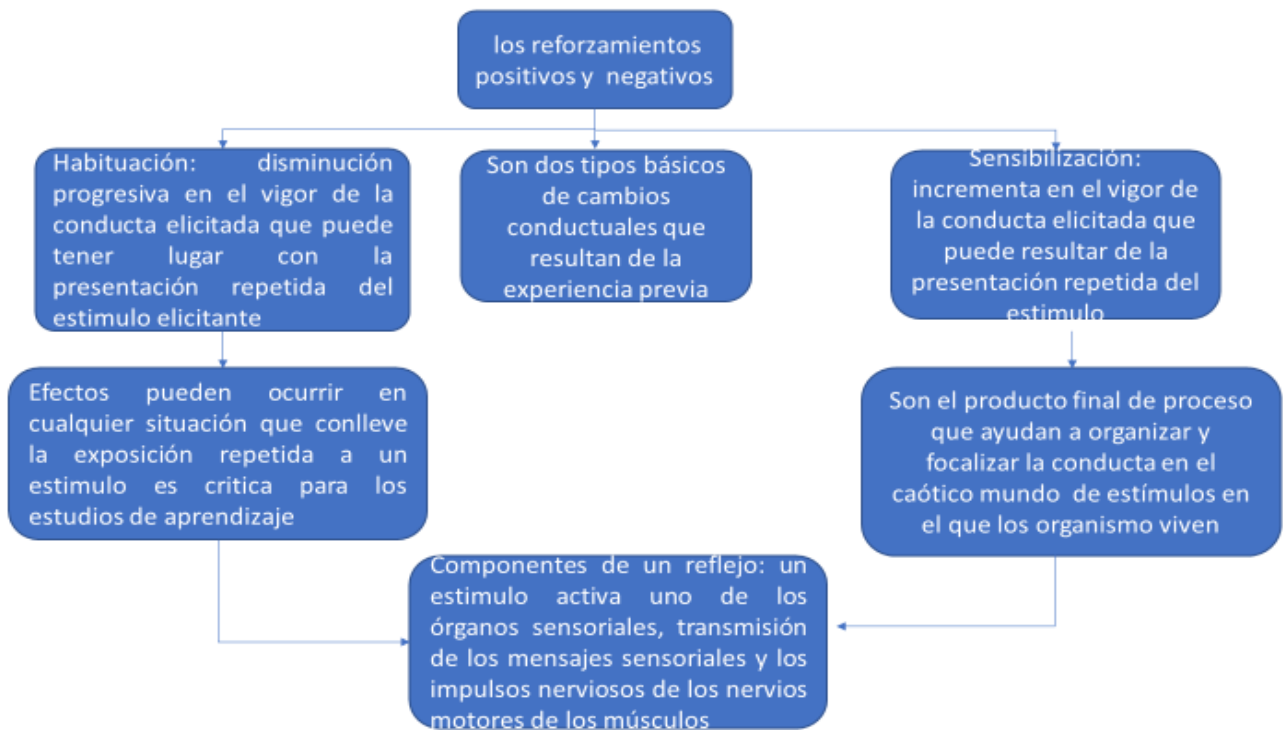 los reforzamientos
positivos y negativos
Habituación: disminución
progresiva en el vigor de la
conducta elicitada que puede
tener lugar con la
presentación repetida del
estimulo elicitante
Son dos tipos básicos
de cambios
conductuales que
resultan de la
experiencia previa
Sensibilización:
incrementa en el vigor de
la conducta elicitada que
puede resultar de la
presentación repetida del
estimulo
Efectos pueden ocurrir en
cualquier situación que conlleve
la exposición repetida a un
estimulo es critica para los
estudios de aprendizaje
Son el producto final de proceso
que ayudan a organizar y
focalizar la conducta en el
caótico mundo de estímulos en
el que los organismo viven
Componentes de un reflejo: un
estimulo activa uno de los
órganos sensoriales, transmisión
de los mensajes sensoriales y los
impulsos nerviosos de los nervios
motores de los músculos